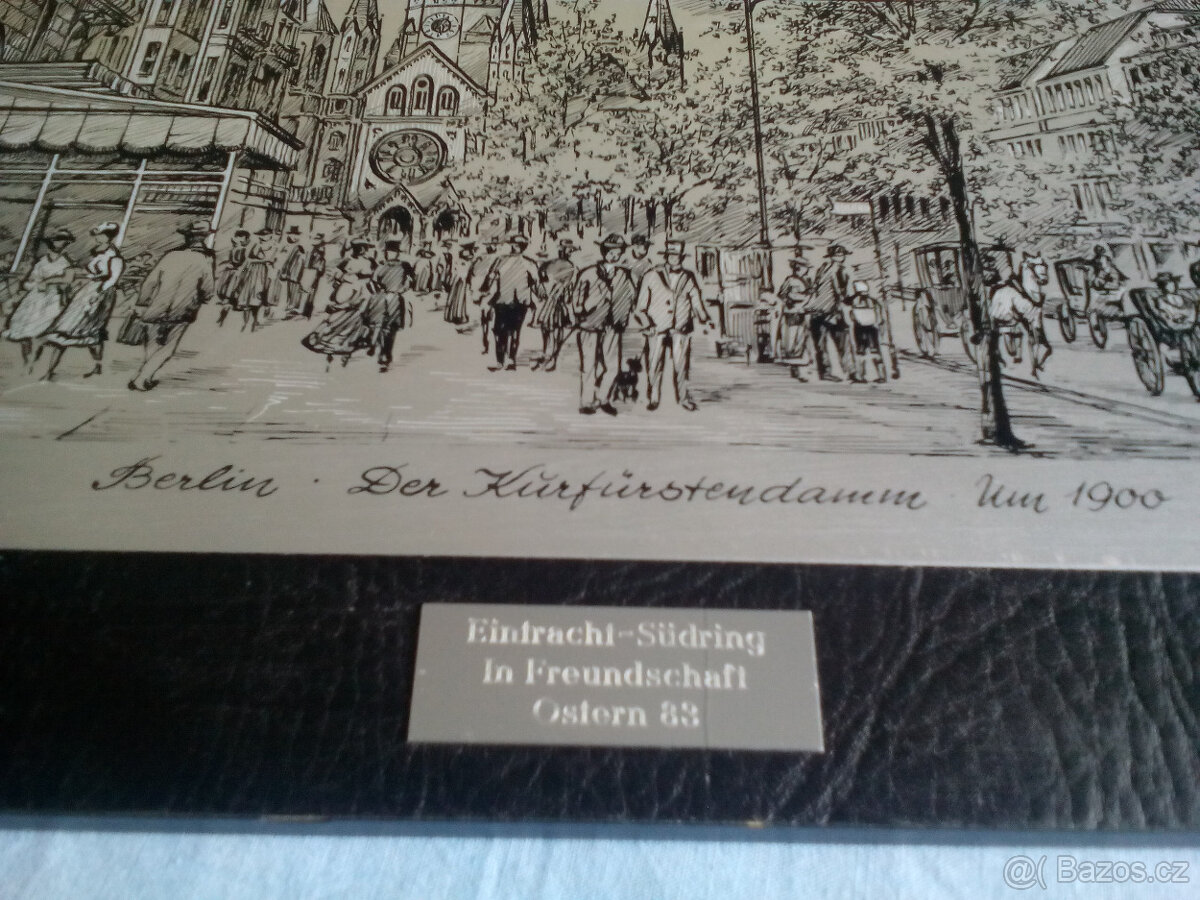 Berlin · Der Kurfürstendamm · Um 1900
Eintracht-Südring
In Freundschaft
Ostern 83
@( Bazos.cz